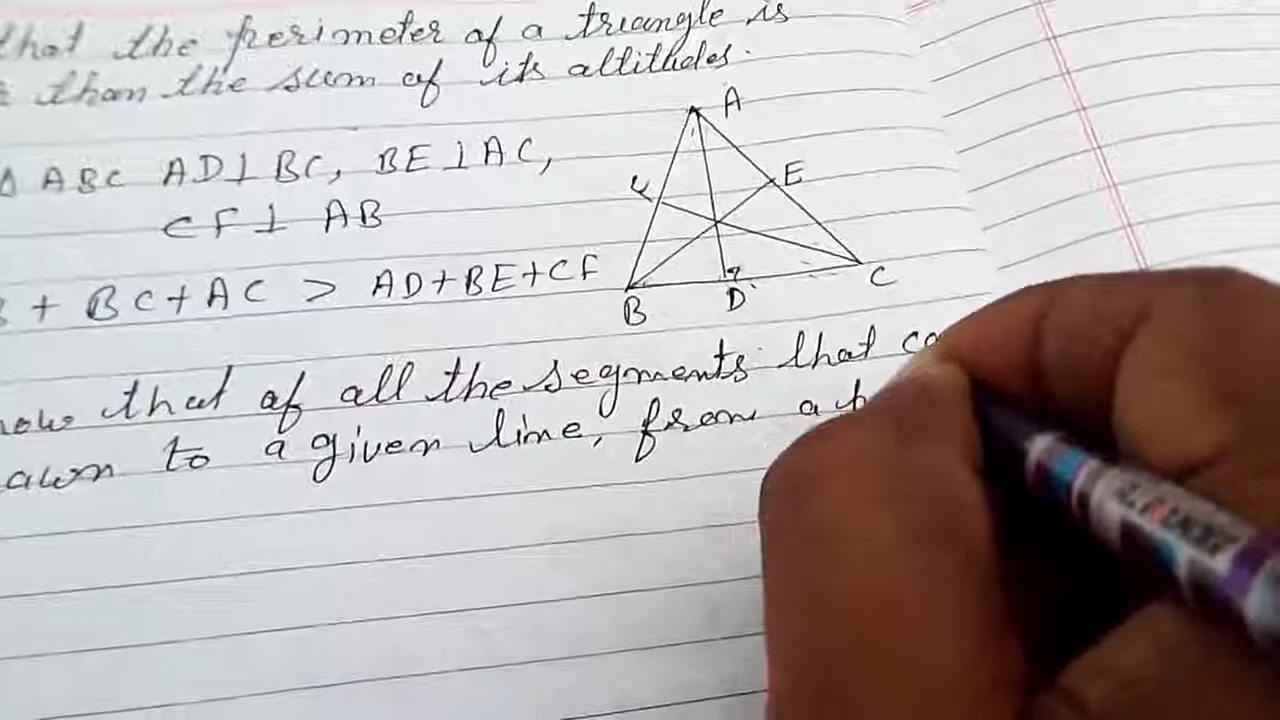 that the perimeter of a triangle is
than the sum of its altitudes.
Δ ABC AD⊥BC, BE⊥AC,
CF⊥ AB
+ BC+AC > AD+BE+CF
A
E
B
D
C
that of all the segments that
to a given line, from a